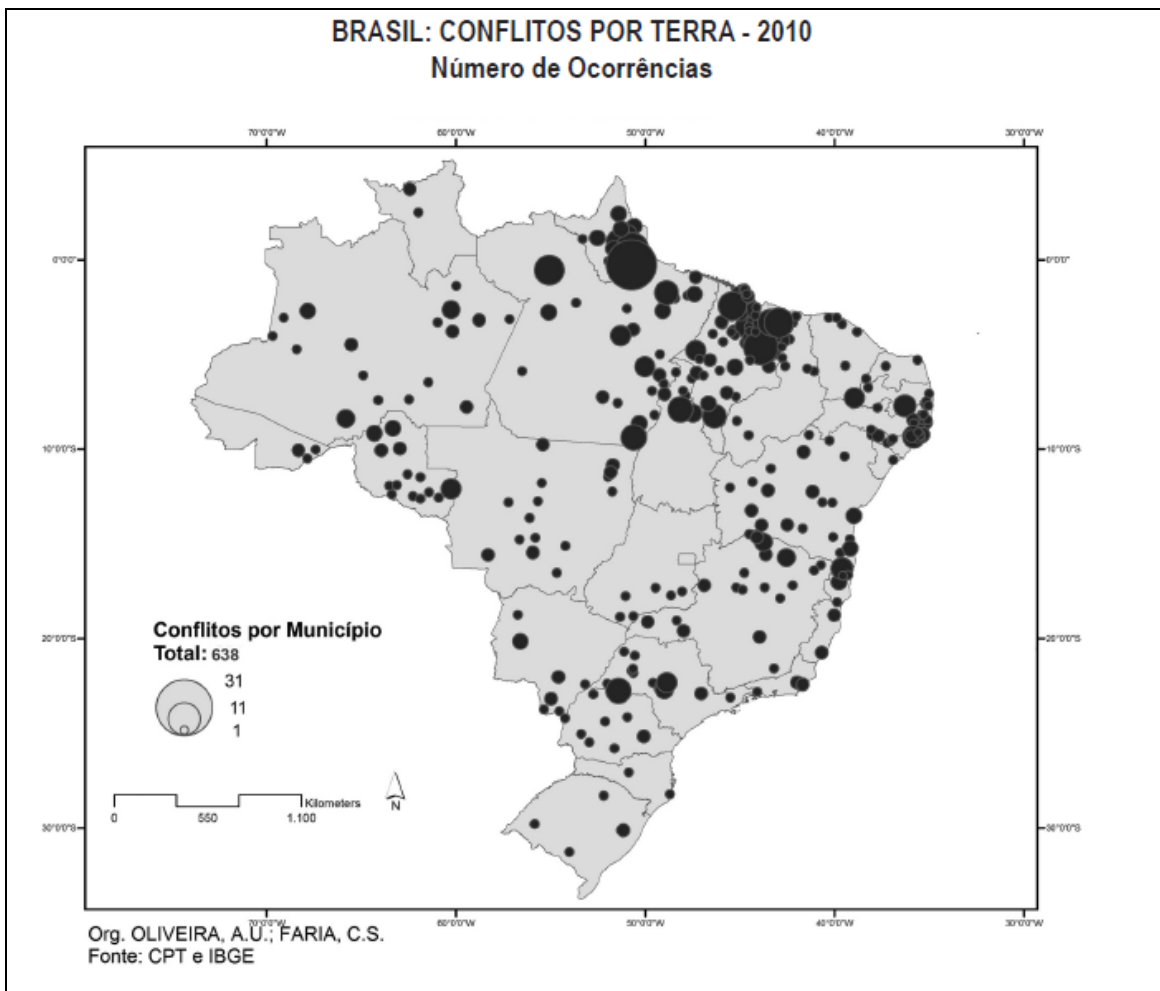 BRASIL: CONFLITOS POR TERRA - 2010
Número de Ocorrências
70°0'0"W 60°0'0"W 50°0'0"W 40°0'0"W 30°0'0"W
0°0'0" 0°0'0"
10°0'0"S 10°0'0"S
20°0'0"S 20°0'0"S
30°0'0"S 30°0'0"S
Conflitos por Município
Total: 638
31
11
1
Kilometers
0 550 1.100
N
70°0'0"W 60°0'0"W 50°0'0"W 40°0'0"W 30°0'0"W
Org. OLIVEIRA, A.U.; FARIA, C.S.
Fonte: CPT e IBGE